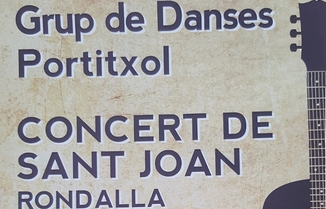 Grup de Danses
Portitxol
CONCERT DE
SANT JOAN
RONDALLA